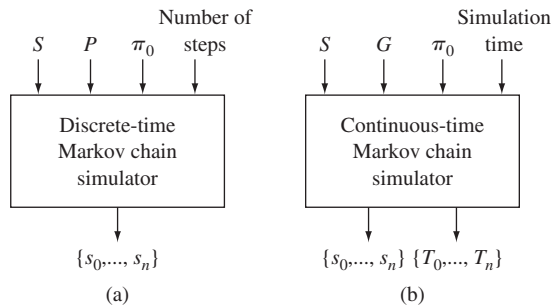 Number of
steps
S P π0
Discrete-time
Markov chain
simulator
{s0,..., sn}
(a)
Simulation
time
S G π0
Continuous-time
Markov chain
simulator
{s0,..., sn} {T0,..., Tn}
(b)